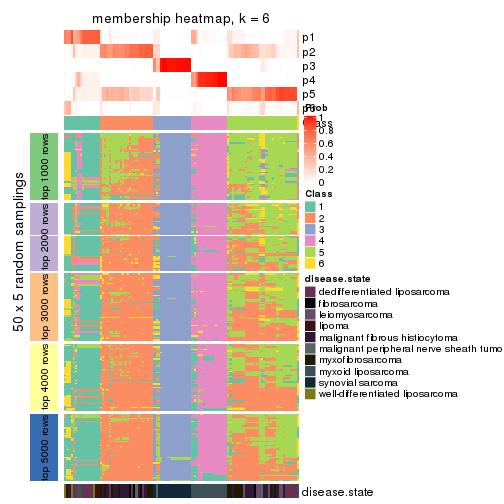 membership heatmap, k = 6
p1
p2
p3
p4
p5
Prob
1
0.8
0.6
0.4
0.2
0
Class
Class
1
2
3
4
5
6
50 x 5 random samplings
top 1000 rows
top 2000 rows
top 3000 rows
top 4000 rows
top 5000 rows
disease.state
dedifferentiated liposarcoma
fibrosarcoma
leiomyosarcoma
lipoma
malignant fibrous histiocytoma
malignant peripheral nerve sheath tumo
myxofibrosarcoma
myxoid liposarcoma
synovial sarcoma
well-differentiated liposarcoma
disease.state